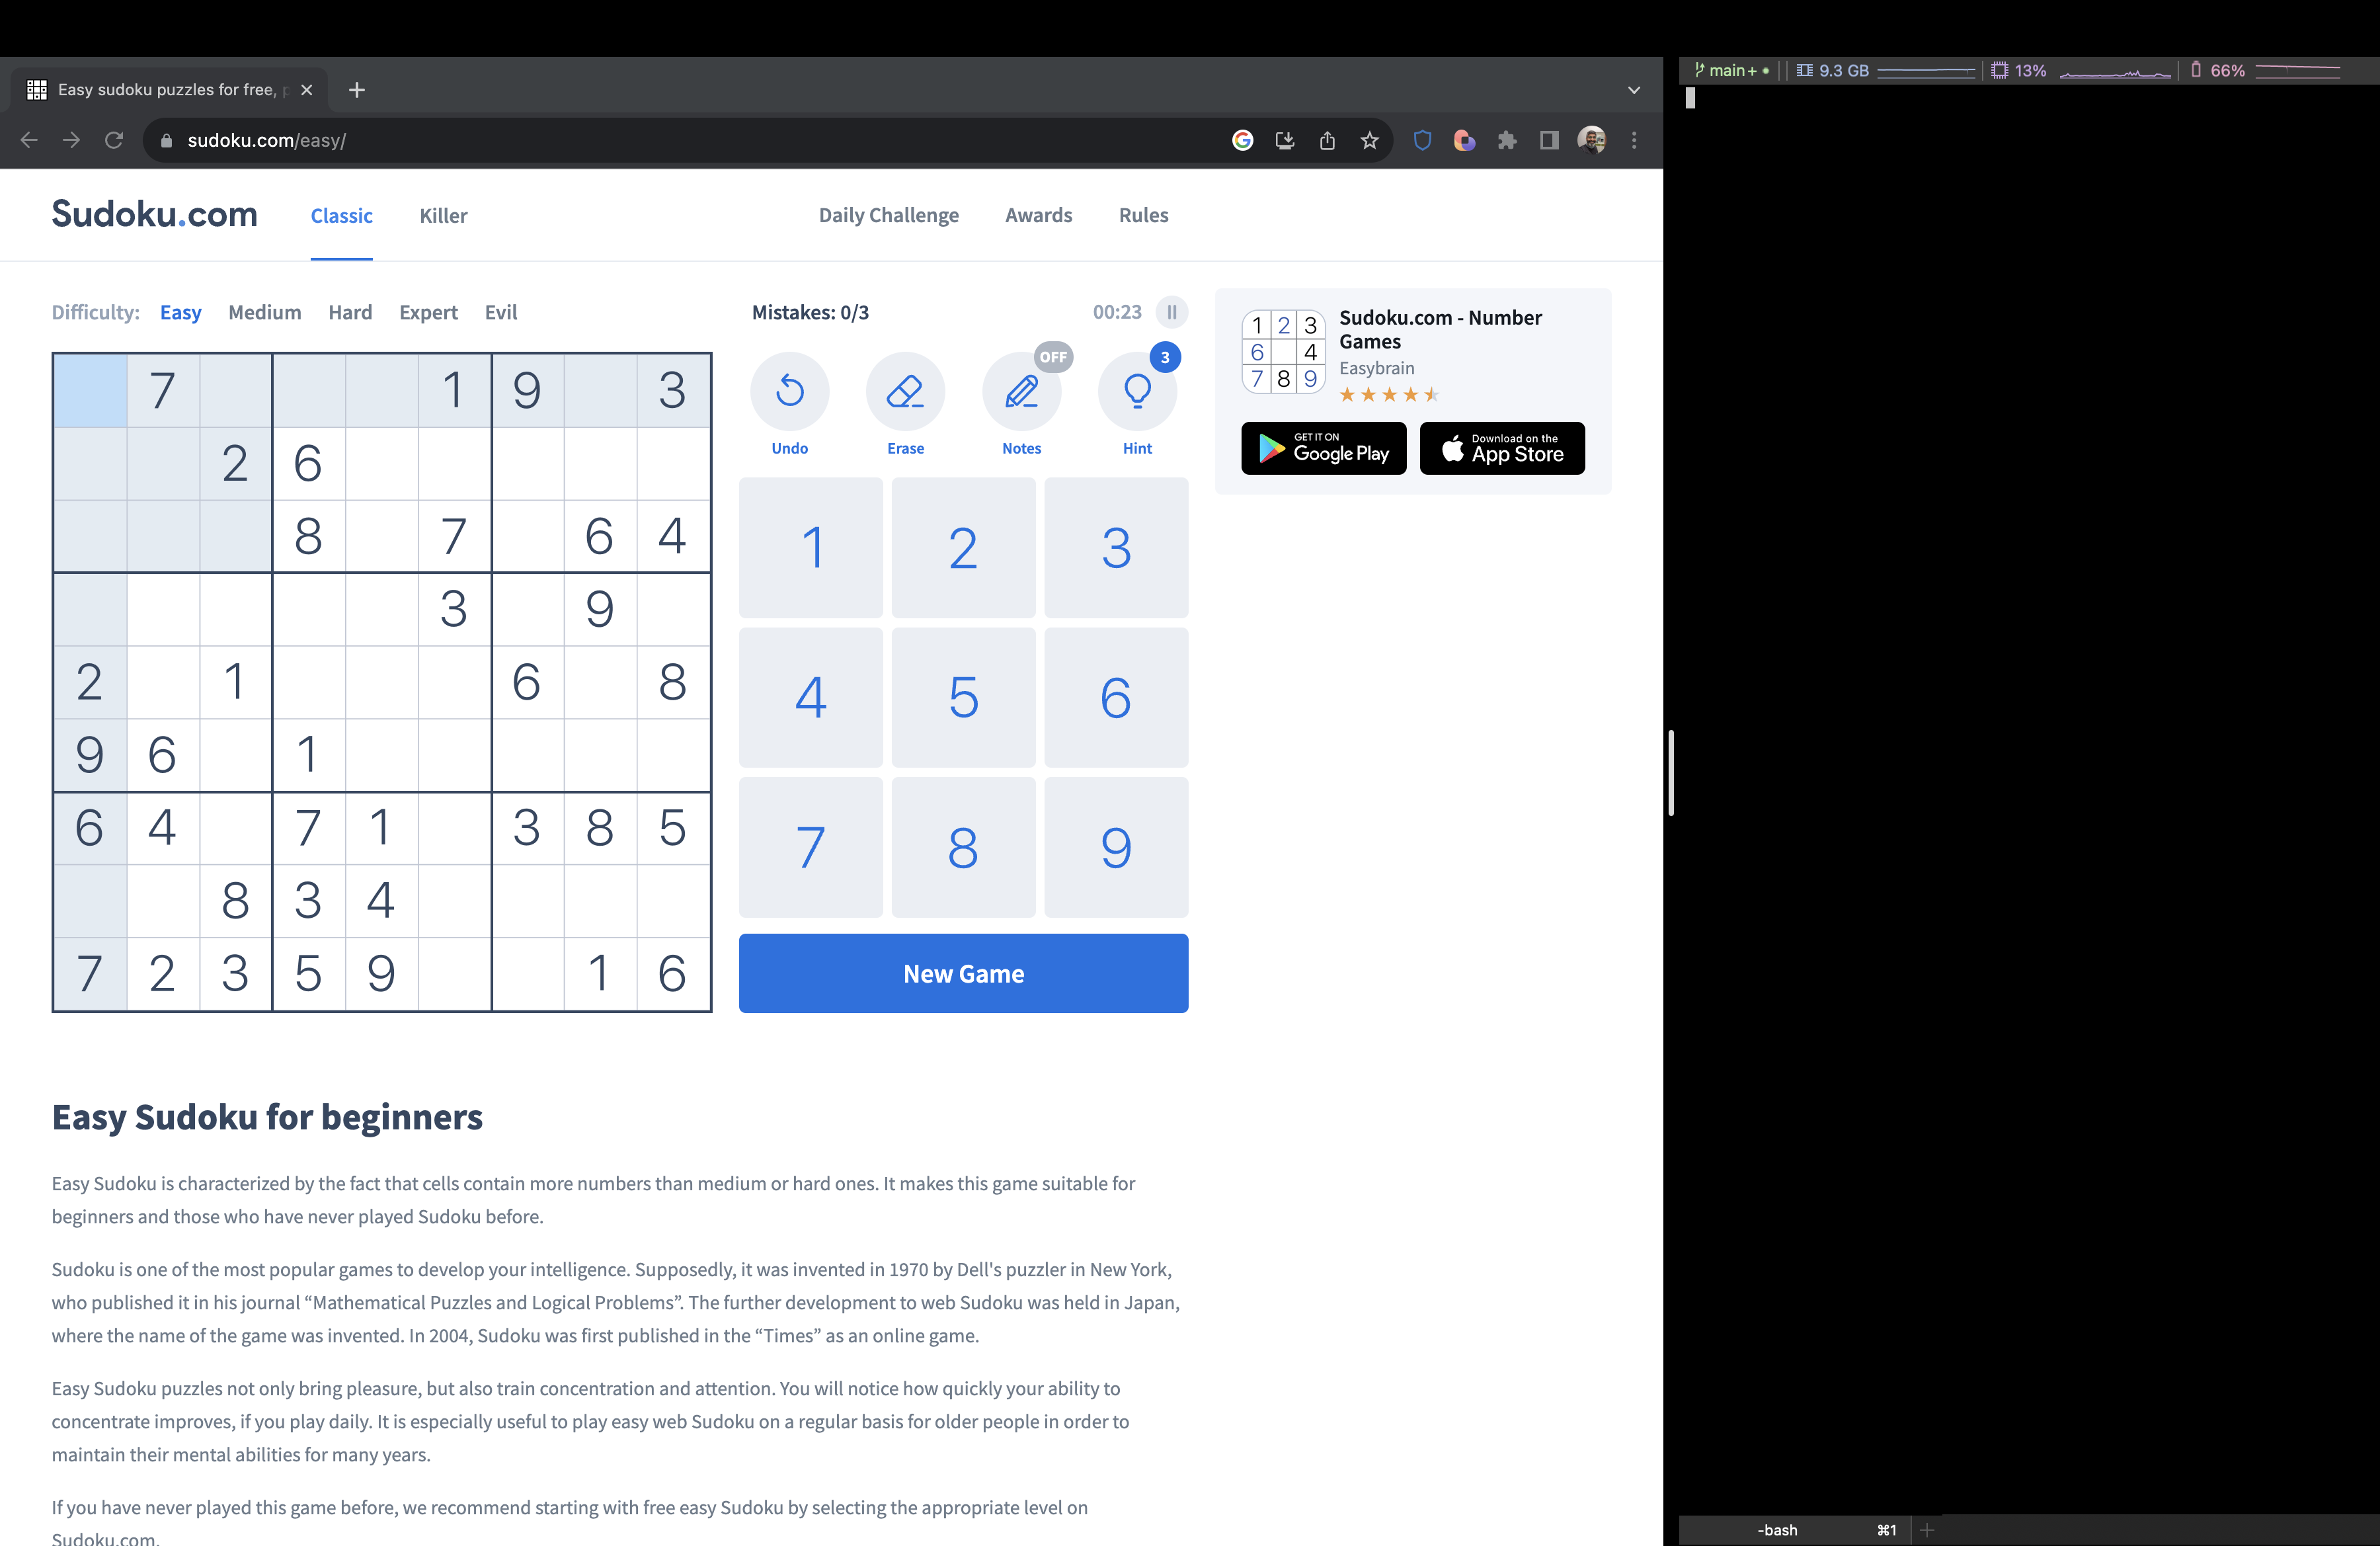 main+
9.3 GB
13%
66%
Easy sudoku puzzles for free,
sudoku.com/easy/
Sudoku.com
Classic
Killer
Daily Challenge
Awards
Rules
Difficulty: Easy Medium Hard Expert Evil
Mistakes: 0/3
00:23
7 1 9 3
2 6
8 7 6 4
3 9
2 1 6 8
9 6 1
6 4 7 1 3 8 5
8 3 4
7 2 3 5 9 1 6
OFF
3
Undo
Erase
Notes
Hint
1 2 3
4 5 6
7 8 9
New Game
1 2 3
6 4
7 8 9
Sudoku.com - Number
Games
Easybrain
GET IT ON
Google Play
Download on the
App Store
Easy Sudoku for beginners
Easy Sudoku is characterized by the fact that cells contain more numbers than medium or hard ones. It makes this game suitable for
beginners and those who have never played Sudoku before.
Sudoku is one of the most popular games to develop your intelligence. Supposedly, it was invented in 1970 by Dell's puzzler in New York,
who published it in his journal “Mathematical Puzzles and Logical Problems”. The further development to web Sudoku was held in Japan,
where the name of the game was invented. In 2004, Sudoku was first published in the “Times” as an online game.
Easy Sudoku puzzles not only bring pleasure, but also train concentration and attention. You will notice how quickly your ability to
concentrate improves, if you play daily. It is especially useful to play easy web Sudoku on a regular basis for older people in order to
maintain their mental abilities for many years.
If you have never played this game before, we recommend starting with free easy Sudoku by selecting the appropriate level on
Sudoku.com.
-bash
⌘1